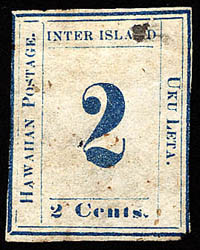 INTER ISLAND
HAWAIIAN POSTAGE.
2
UKU LETA.
2 Cents.